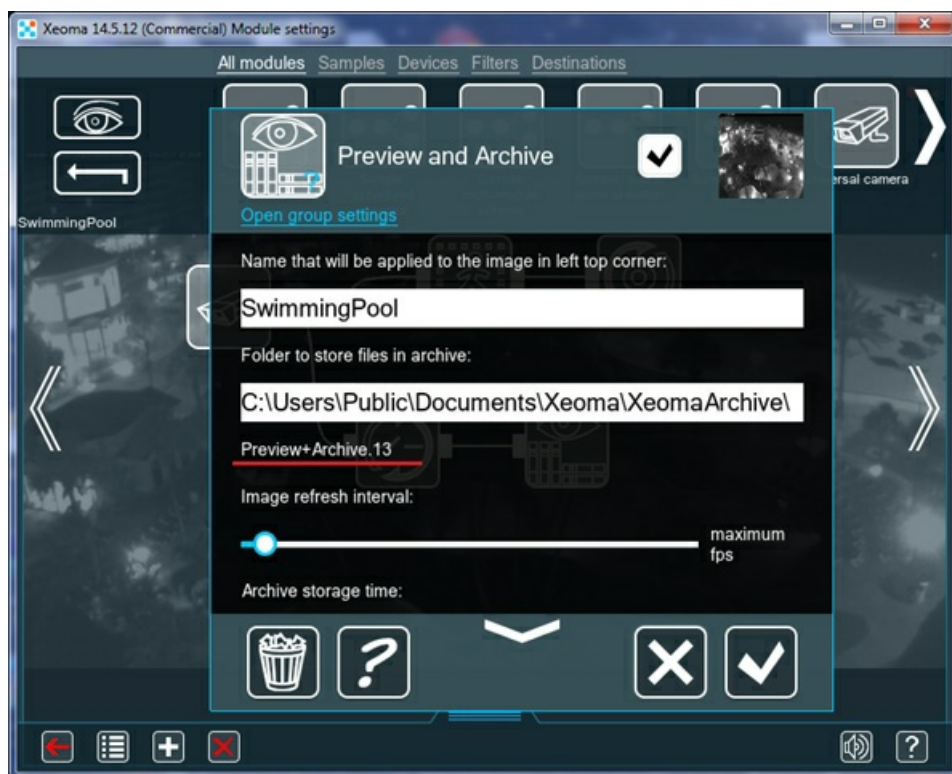 Xeoma 14.5.12 (Commercial) Module settings
All modules Samples Devices Filters Destinations
Preview and Archive
ersal camera
Open group settings
SwimmingPool
Name that will be applied to the image in left top corner:
SwimmingPool
Folder to store files in archive:
C:\Users\Public\Documents\Xeoma\XeomaArchive\
Preview+Archive.13
Image refresh interval:
maximum
fps
Archive storage time: